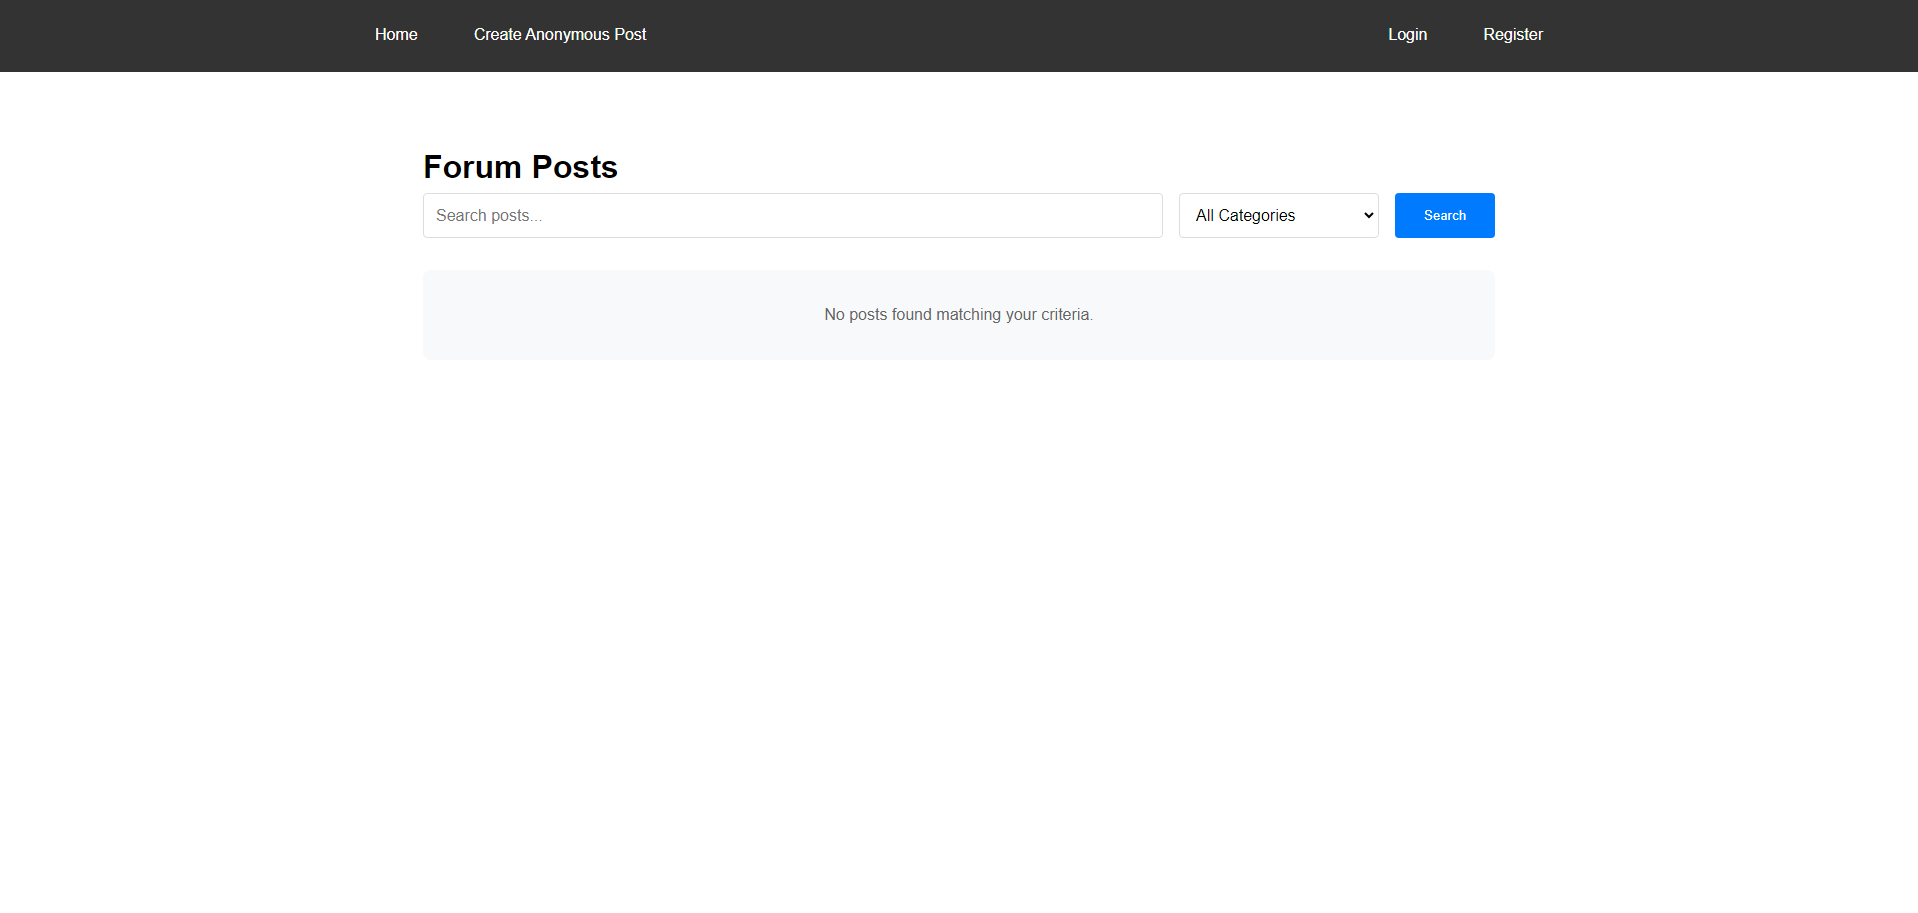 Home Create Anonymous Post Login Register
Forum Posts
Search posts... All Categories Search
No posts found matching your criteria.